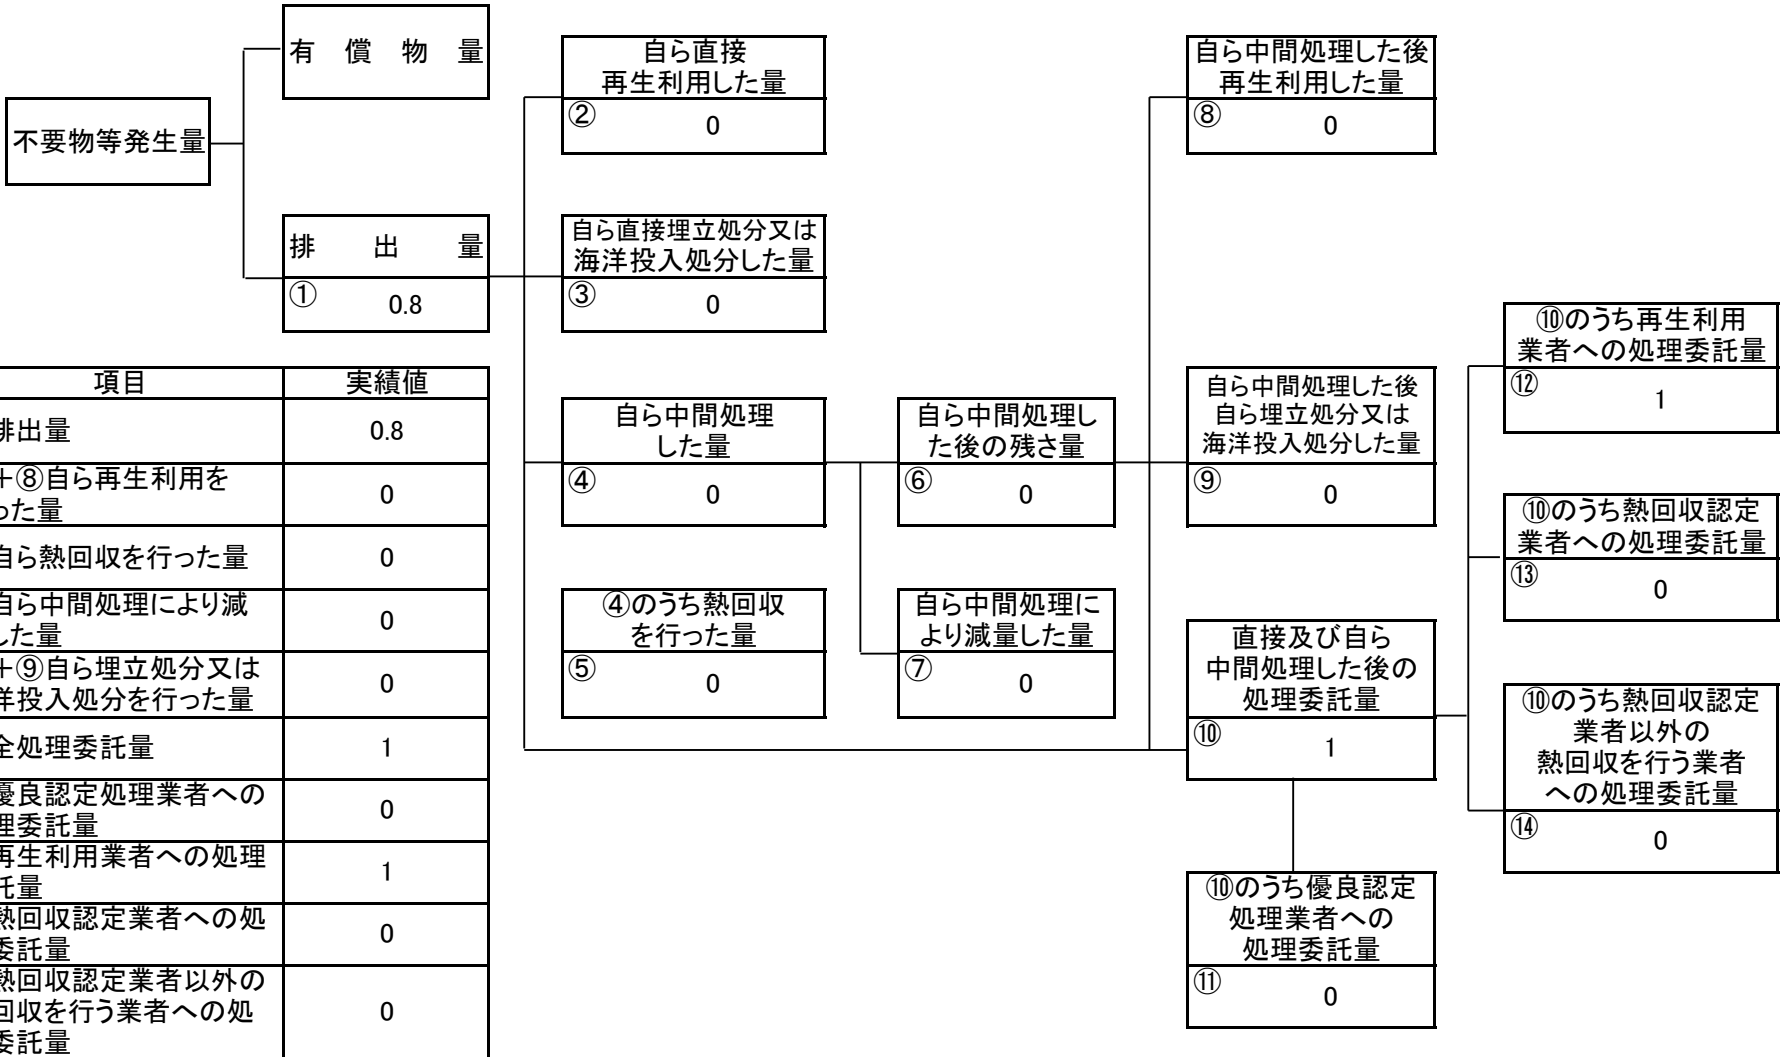 有償物量
不要物等発生量
排出量
① 0.8
自ら直接
再生利用した量
② 0
自ら直接埋立処分又は
海洋投入処分した量
③ 0
自ら中間処理
した量
④ 0
④のうち熱回収
を行った量
⑤ 0
自ら中間処理し
た後の残さ量
⑥ 0
自ら中間処理に
より減量した量
⑦ 0
自ら中間処理した後
再生利用した量
⑧ 0
自ら中間処理した後
自ら埋立処分又は
海洋投入処分した量
⑨ 0
直接及び自ら
中間処理した後の
処理委託量
⑩ 1
⑩のうち優良認定
処理業者への
処理委託量
⑪ 0
⑩のうち再生利用
業者への処理委託量
⑫ 1
⑩のうち熱回収認定
業者への処理委託量
⑬ 0
⑩のうち熱回収認定
業者以外の
熱回収を行う業者
への処理委託量
⑭ 0
項目 実績値
排出量 0.8
+⑧自ら再生利用を
った量 0
自ら熱回収を行った量 0
自ら中間処理により減
した量 0
+⑨自ら埋立処分又は
洋投入処分を行った量 0
全処理委託量 1
優良認定処理業者への
理委託量 0
再生利用業者への処理
託量 1
熱回収認定業者への処
委託量 0
熱回収認定業者以外の
回収を行う業者への処
委託量 0